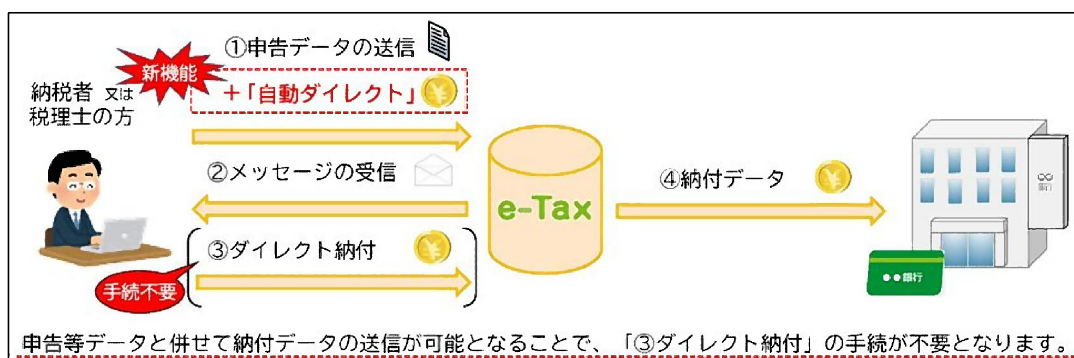 ①申告データの送信
新機能
+「自動ダイレクト」
納税者 又は
税理士の方
②メッセージの受信
e-Tax
④納付データ
③ダイレクト納付
手続不要
銀行
●●銀行
申告等データと併せて納付データの送信が可能となることで、「③ダイレクト納付」の手続が不要となります。